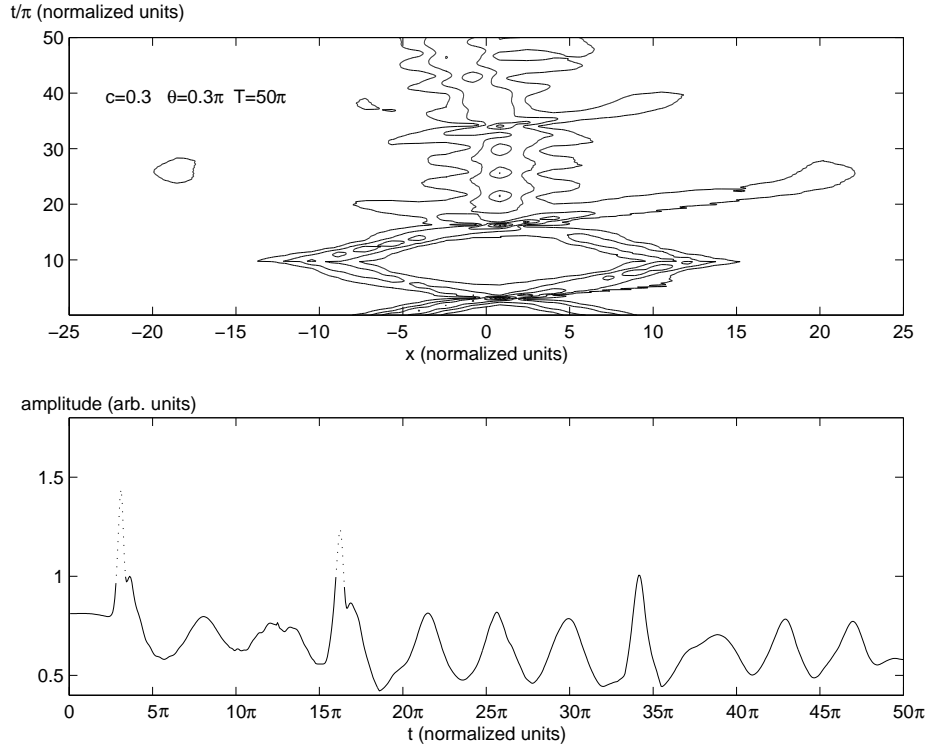 t/π (normalized units)
50
40
30
20
10
c=0.3 θ=0.3π T=50π
−25 −20 −15 −10 −5 0 5 10 15 20 25
x (normalized units)
amplitude (arb. units)
1.5
1
0.5
0 5π 10π 15π 20π 25π 30π 35π 40π 45π 50π
t (normalized units)